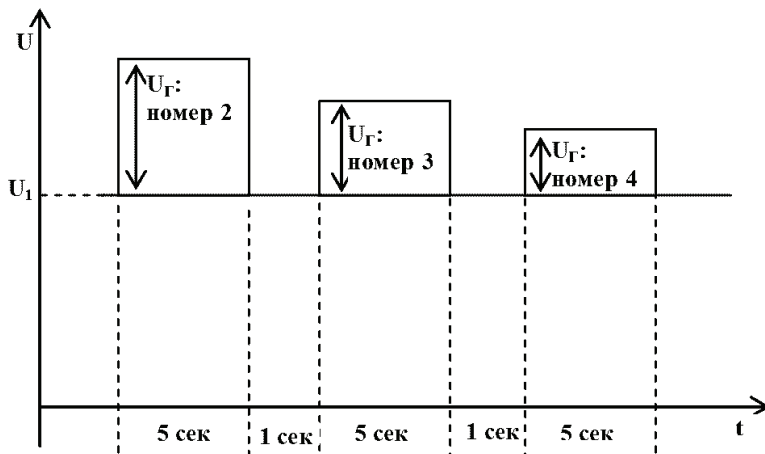 U
Uг:
номер 2
Uг:
номер 3
Uг:
номер 4
U1
t
5 сек
1 сек
5 сек
1 сек
5 сек